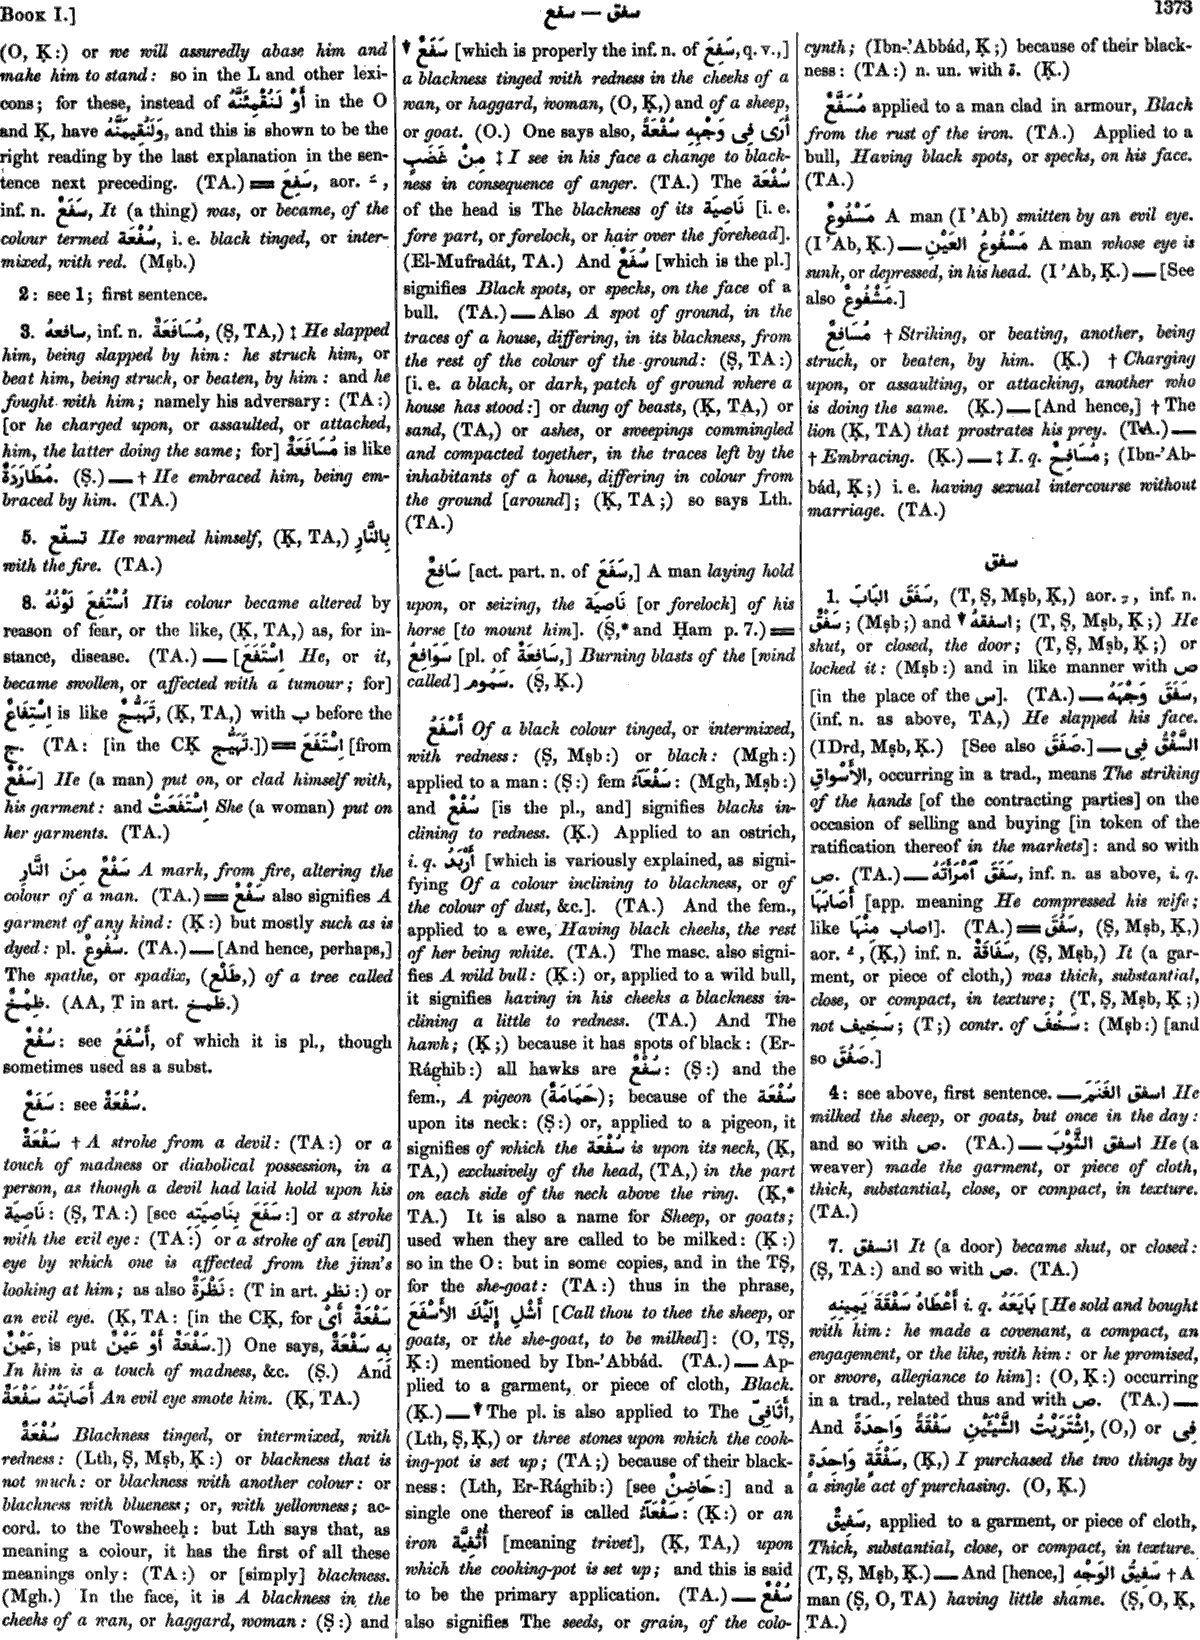 Book I.]
سفع — سفق
1373
(O, Ḳ:) or we will assuredly abase him and
make him to stand: so in the L and other lexi-
cons; for these, instead of أَوْ لَنُقْمِئَنَّهُ in the O
and Ḳ, have وَلَنُقِيمَنَّهُ, and this is shown to be the
right reading by the last explanation in the sen-
tence next preceding. (TA.) ═ سَفِعَ, aor. ـَ ,
inf. n. سَفَعٌ, It (a thing) was, or became, of the
colour termed سُفْعَة, i. e. black tinged, or inter-
mixed, with red. (Mṣb.)
2: see 1; first sentence.
3. سافعهُ, inf. n. مُسَافَعَةٌ, (Ṣ, TA,) ‡ He slapped
him, being slapped by him: he struck him, or
beat him, being struck, or beaten, by him: and he
fought with him; namely his adversary: (TA:)
[or he charged upon, or assaulted, or attached,
him, the latter doing the same; for] مُسَافَعَةٌ is like
مُطَارَدَةٌ. (Ṣ.) — † He embraced him, being em-
braced by him. (TA.)
5. تسفّع He warmed himself, (Ḳ, TA,) بِالنَّارِ
with the fire. (TA.)
8. اُسْتُفِعَ لَوْنُهُ His colour became altered by
reason of fear, or the like, (Ḳ, TA,) as, for in-
stance, disease. (TA.) — [اِسْتَفَعَ He, or it,
became swollen, or affected with a tumour; for]
اِسْتِفَاعٌ is like تَهَبُّجٌ, (Ḳ, TA,) with ب before the
ج. (TA: [in the CḲ تَهَيُّج.]) ═ اِسْتَفَعَ [from
سَفْعٌ] He (a man) put on, or clad himself with,
his garment: and اِسْتَفَعَتْ She (a woman) put on
her garments. (TA.)
سَفْعٌ مِنَ النَّارِ A mark, from fire, altering the
colour of a man. (TA.) ═ سَفْعٌ also signifies A
garment of any kind: (Ḳ:) but mostly such as is
dyed: pl. سُفُوعٌ. (TA.) — [And hence, perhaps,]
The spathe, or spadix, (طَلْع,) of a tree called
ظِمْخٌ. (AA, T in art. ظمخ.)
سُفْعٌ: see أَسْفَعُ, of which it is pl., though
sometimes used as a subst.
سَفَعٌ: see سُفْعَةٌ.
سَفْعَةٌ † A stroke from a devil: (TA:) or a
touch of madness or diabolical possession, in a
person, as though a devil had laid hold upon his
نَاصِيَة: (Ṣ, TA:) [see سَفَعَ بِنَاصِيَتِهِ:] or a stroke
with the evil eye: (TA:) or a stroke of an [evil]
eye by which one is affected from the jinn's
looking at him; as also نَظْرَةٌ: (T in art. نظر:) or
an evil eye. (Ḳ, TA: [in the CḲ, for سَفْعَةٌ أَىْ
عَيْنٌ, is put سَفْعَةٌ أَوْ عَيْنٌ.]) One says, بِهِ سَفْعَةٌ
In him is a touch of madness, &c. (Ṣ.) And
أَصَابَتْهُ سَفْعَةٌ An evil eye smote him. (Ḳ, TA.)
سُفْعَةٌ Blackness tinged, or intermixed, with
redness: (Lth, Ṣ, Mṣb, Ḳ:) or blackness that is
not much: or blackness with another colour: or
blackness with blueness; or, with yellowness; ac-
cord. to the Towsheeḥ: but Lth says that, as
meaning a colour, it has the first of all these
meanings only: (TA:) or [simply] blackness.
(Mgh.) In the face, it is A blackness in the
cheeks of a man, or haggard, woman: (Ṣ:) and
▼ سَفَعٌ [which is properly the inf. n. of سَفِعَ, q. v.,]
a blackness tinged with redness in the cheeks of a
wan, or haggard, woman, (O, Ḳ,) and of a sheep,
or goat. (O.) One says also, أَرَى فِى وَجْهِهِ سُفْعَةً
مِنْ غَضَبٍ ‡ I see in his face a change to black-
ness in consequence of anger. (TA.) The سُفْعَة
of the head is The blackness of its نَاصِيَة [i. e.
fore part, or forelock, or hair over the forehead].
(El-Mufradát, TA.) And سُفَعٌ [which is the pl.]
signifies Black spots, or specks, on the face of a
bull. (TA.) — Also A spot of ground, in the
traces of a house, differing, in its blackness, from
the rest of the colour of the ground: (Ṣ, TA:)
[i. e. a black, or dark, patch of ground where a
house has stood:] or dung of beasts, (Ḳ, TA,) or
sand, (TA,) or ashes, or sweepings commingled
and compacted together, in the traces left by the
inhabitants of a house, differing in colour from
the ground [around]; (Ḳ, TA;) so says Lth.
(TA.)
سَافِعٌ [act. part. n. of سَفَعَ,] A man laying hold
upon, or seizing, the نَاصِيَة [or forelock] of his
horse [to mount him]. (Ṣ,* and Ḥam p. 7.) ═
سَوَافِعُ [pl. of سَافِعَةٌ,] Burning blasts of the [wind
called] سَمُوم. (Ṣ, Ḳ.)
أَسْفَعُ Of a black colour tinged, or intermixed,
with redness: (Ṣ, Mṣb:) or black: (Mgh:)
applied to a man: (Ṣ:) fem سَفْعَآءُ: (Mgh, Mṣb:)
and سُفْعٌ [is the pl., and] signifies blacks in-
clining to redness. (Ḳ.) Applied to an ostrich,
i. q. أَرْبَدُ [which is variously explained, as signi-
fying Of a colour inclining to blackness, or of
the colour of dust, &c.]. (TA.) And the fem.,
applied to a ewe, Having black cheeks, the rest
of her being white. (TA.) The masc. also signi-
fies A wild bull: (Ḳ:) or, applied to a wild bull,
it signifies having in his cheeks a blackness in-
clining a little to redness. (TA.) And The
hawk; (Ḳ;) because it has spots of black: (Er-
Rághib:) all hawks are سُفْعٌ: (Ṣ:) and the
fem., A pigeon (حَمَامَةٌ); because of the سُفْعَة
upon its neck: (Ṣ:) or, applied to a pigeon, it
signifies of which the سُفْعَة is upon its neck, (Ḳ,
TA,) exclusively of the head, (TA,) in the part
on each side of the neck above the ring. (Ḳ,*
TA.) It is also a name for Sheep, or goats;
used when they are called to be milked: (Ḳ:)
so in the O: but in some copies, and in the TṢ,
for the she-goat: (TA:) thus in the phrase,
أَشْلِ إِلَيْكَ الأَسْفَعَ [Call thou to thee the sheep, or
goats, or the she-goat, to be milked]: (O, TṢ,
Ḳ:) mentioned by Ibn-'Abbád. (TA.) — Ap-
plied to a garment, or piece of cloth, Black.
(Ḳ.) — ▼ The pl. is also applied to The أَثَافِىّ,
(Lth, Ṣ, Ḳ,) or three stones upon which the cook-
ing-pot is set up; (TA;) because of their black-
ness: (Lth, Er-Rághib:) [see حَاضِنٌ:] and a
single one thereof is called سَفْعَآءُ: (Ḳ:) or an
iron أُثْفِيَّة [meaning trivet], (Ḳ, TA,) upon
which the cooking-pot is set up; and this is said
to be the primary application. (TA.) — سُفْعٌ
also signifies The seeds, or grain, of the colo-
cynth; (Ibn-'Abbád, Ḳ;) because of their black-
ness: (TA:) n. un. with ة. (Ḳ.)
مُسَفَّعٌ applied to a man clad in armour, Black
from the rust of the iron. (TA.) Applied to a
bull, Having black spots, or specks, on his face.
(TA.)
مَسْفُوعٌ A man (I 'Ab) smitten by an evil eye.
(I 'Ab, Ḳ.) — مَسْفُوعُ العَيْنِ A man whose eye is
sunk, or depressed, in his head. (I 'Ab, Ḳ.) — [See
also مَشْفُوعٌ.]
مُسَافِعٌ † Striking, or beating, another, being
struck, or beaten, by him. (Ḳ.) † Charging
upon, or assaulting, or attaching, another who
is doing the same. (Ḳ.) — [And hence,] † The
lion (Ḳ, TA) that prostrates his prey. (TA.) —
† Embracing. (Ḳ.) — ‡ I. q. مُسَافِحٌ; (Ibn-'Ab-
bád, Ḳ;) i. e. having sexual intercourse without
marriage. (TA.)
سفق
1. سَفَقَ البَابَ, (T, Ṣ, Mṣb, Ḳ,) aor. ـِ , inf. n.
سَفْقٌ; (Mṣb;) and ▼ اسفقهُ; (T, Ṣ, Mṣb, Ḳ;) He
shut, or closed, the door; (T, Ṣ, Mṣb, Ḳ;) or
locked it: (Mṣb:) and in like manner with ص
[in the place of the س]. (TA.) — سَفَقَ وَجْهَهُ,
(inf. n. as above, TA,) He slapped his face.
(IDrd, Mṣb, Ḳ.) [See also صَفَقَ.] — السَّفْقُ فِى
الأَسْوَاقِ, occurring in a trad., means The striking
of the hands [of the contracting parties] on the
occasion of selling and buying [in token of the
ratification thereof in the markets]: and so with
ص. (TA.) — سَفَقَ ٱمْرَأَتَهُ, inf. n. as above, i. q.
أَصَابَهَا [app. meaning He compressed his wife;
like اصاب مِنْهَا]. (TA.) ═ سَفُقَ, (Ṣ, Mṣb, Ḳ,)
aor. ـُ , (Ḳ,) inf. n. سَفَاقَةٌ, (Ṣ, Mṣb,) It (a gar-
ment, or piece of cloth,) was thick, substantial,
close, or compact, in texture; (T, Ṣ, Mṣb, Ḳ;)
not سَخِيف; (T;) contr. of سَخُفَ: (Mṣb:) [and
so صَفُقَ.]
4: see above, first sentence. — اسفق الغَنَمَ He
milked the sheep, or goats, but once in the day:
and so with ص. (TA.) — اسفق الثَّوْبَ He (a
weaver) made the garment, or piece of cloth,
thick, substantial, close, or compact, in texture.
(TA.)
7. انسفق It (a door) became shut, or closed:
(Ṣ, TA:) and so with ص. (TA.)
أَعْطَاهُ سَفْقَةَ يَمِينِهِ i. q. بَايَعَهُ [He sold and bought
with him: he made a covenant, a compact, an
engagement, or the like, with him: or he promised,
or swore, allegiance to him]: (O, Ḳ:) occurring
in a trad., related thus and with ص. (TA.) —
And اِشْتَرَيْتُ الشَّيْئَيْنِ سَفْقَةً وَاحِدَةً, (O,) or فِى
سَفْقَةٍ وَاحِدَةٍ, (Ḳ,) I purchased the two things by
a single act of purchasing. (O, Ḳ.)
سَفِيقٌ, applied to a garment, or piece of cloth,
Thick, substantial, close, or compact, in texture.
(T, Ṣ, Mṣb, Ḳ.) — And [hence,] سَفِيقُ الوَجْهِ † A
man (Ṣ, O, TA) having little shame. (Ṣ, O, Ḳ,
TA.)